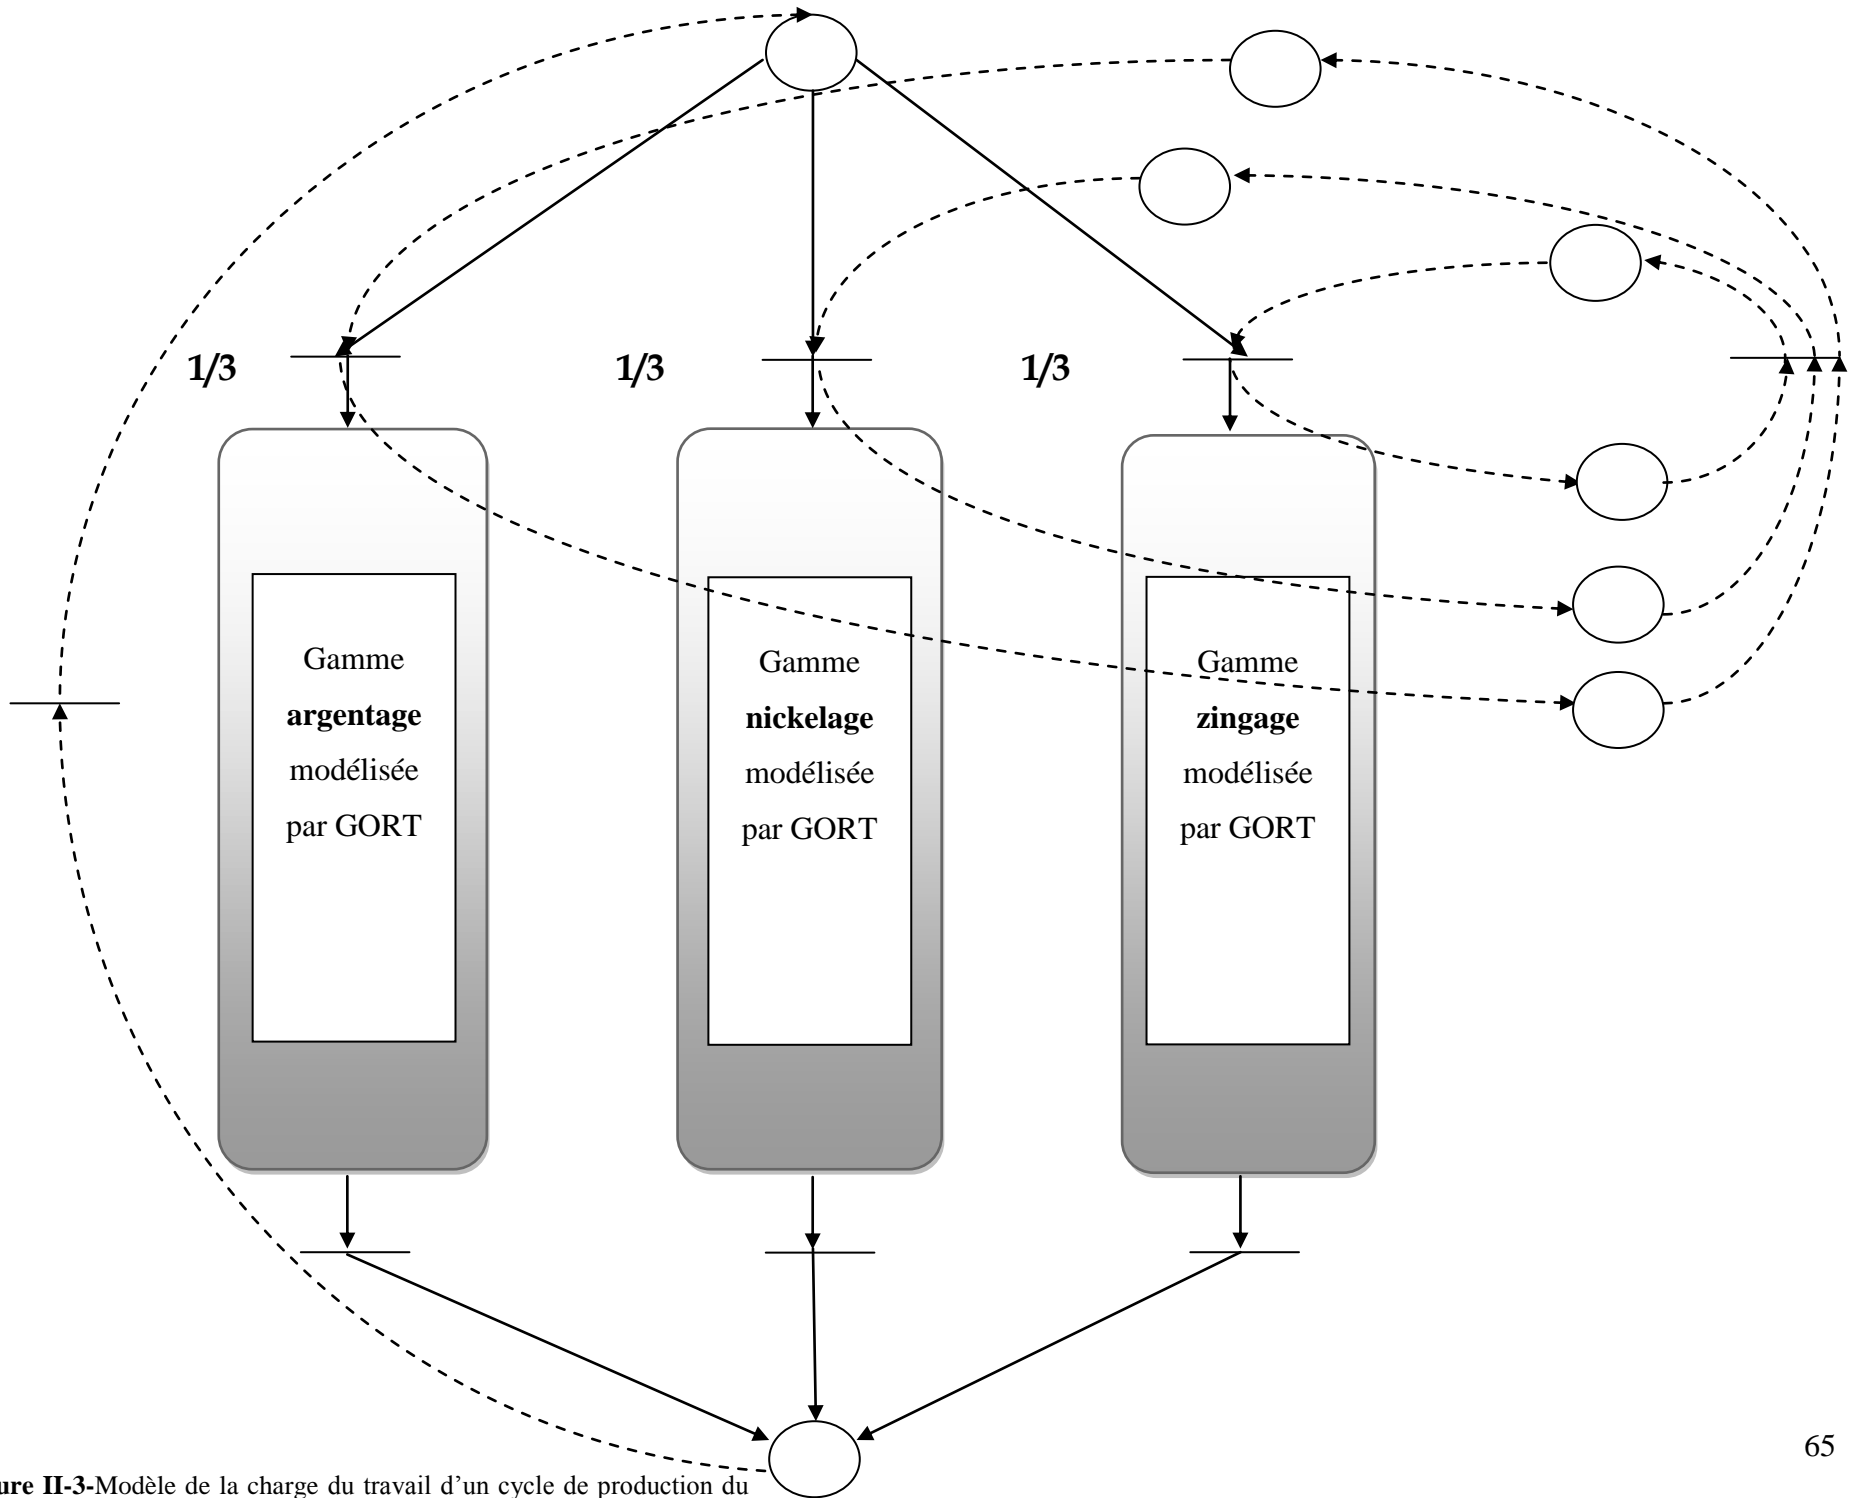 1/3
1/3
1/3
Gamme
argentage
modélisée
par GORT
Gamme
nickelage
modélisée
par GORT
Gamme
zingage
modélisée
par GORT
65
ure II-3-Modèle de la charge du travail d'un cycle de production du